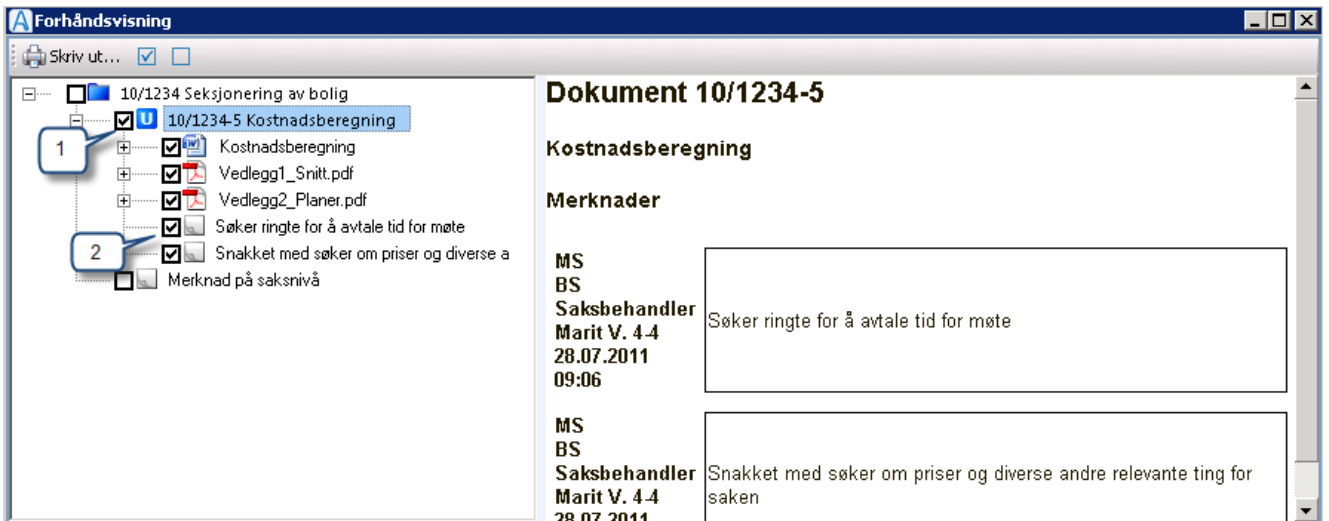 Forhåndsvisning
Skriv ut...
10/1234 Seksjonering av bolig
10/1234-5 Kostnadsberegning
1
Kostnadsberegning
Vedlegg1_Snitt.pdf
Vedlegg2_Planer.pdf
Søker ringte for å avtale tid for møte
2
Snakket med søker om priser og diverse a
Merknad på saksnivå
Dokument 10/1234-5
Kostnadsberegning
Merknader
MS
BS
Saksbehandler
Marit V. 4-4
28.07.2011
09:06
Søker ringte for å avtale tid for møte
MS
BS
Saksbehandler
Marit V. 4-4
28.07.2011
Snakket med søker om priser og diverse andre relevante ting for
saken